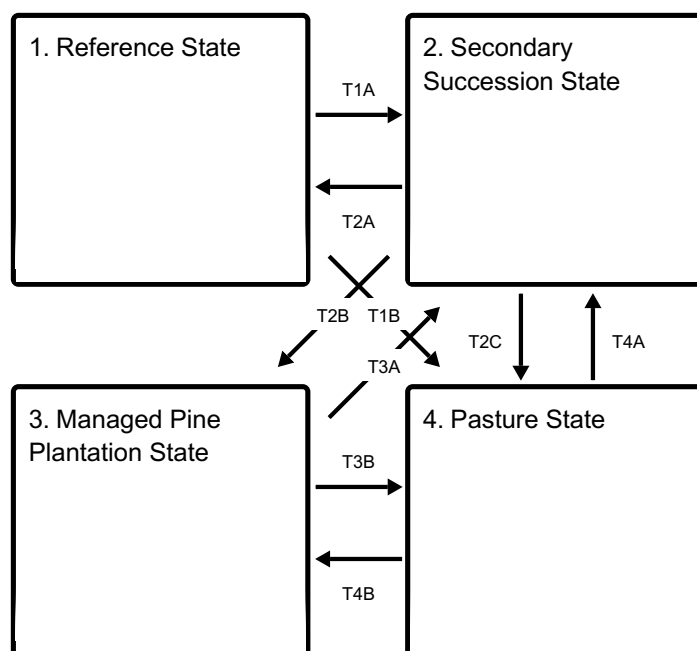 1. Reference State
2. Secondary
Succession State
T1A
T2A
T2B
T1B
T3A
T2C
T4A
3. Managed Pine
Plantation State
4. Pasture State
T3B
T4B